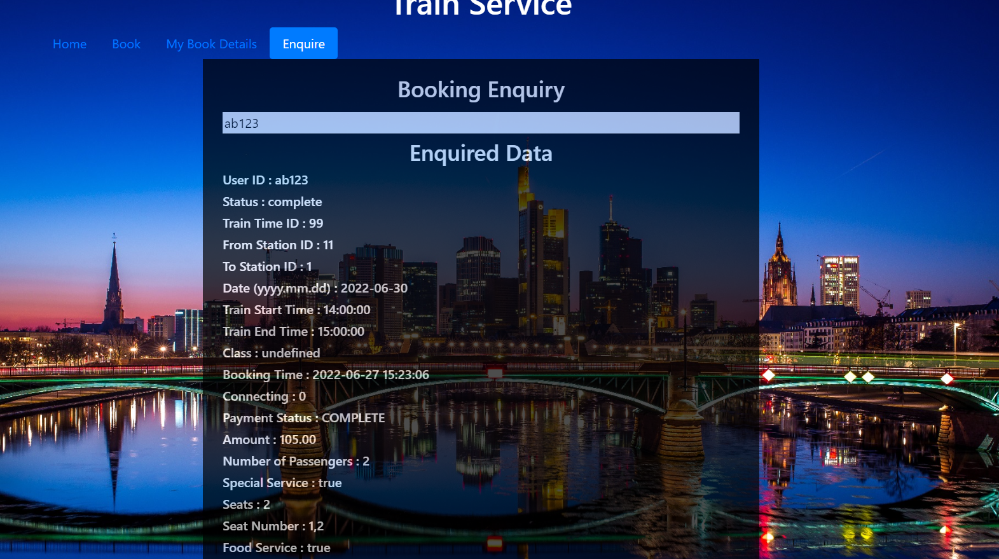 Train Service
Home Book My Book Details Enquire
Booking Enquiry
ab123
Enquired Data
User ID : ab123
Status : complete
Train Time ID : 99
From Station ID : 11
To Station ID : 1
Date (yyyy.mm.dd) : 2022-06-30
Train Start Time : 14:00:00
Train End Time : 15:00:00
Class : undefined
Booking Time : 2022-06-27 15:23:06
Connecting : 0
Payment Status : COMPLETE
Amount : 105.00
Number of Passengers : 2
Special Service : true
Seats : 2
Seat Number : 1,2
Food Service : true